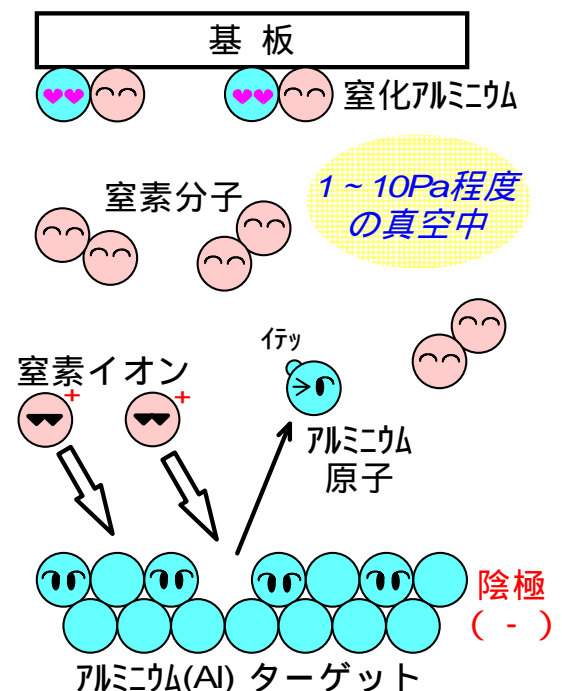 基 板
窒化ｱﾙﾐﾆｳﾑ
1 ~ 10Pa程度
の真空中
窒素分子
ｲﾃｯ
窒素イオン
+
+
ｱﾙﾐﾆｳﾑ
原子
陰極
( - )
ｱﾙﾐﾆｳﾑ(Al) ターゲット